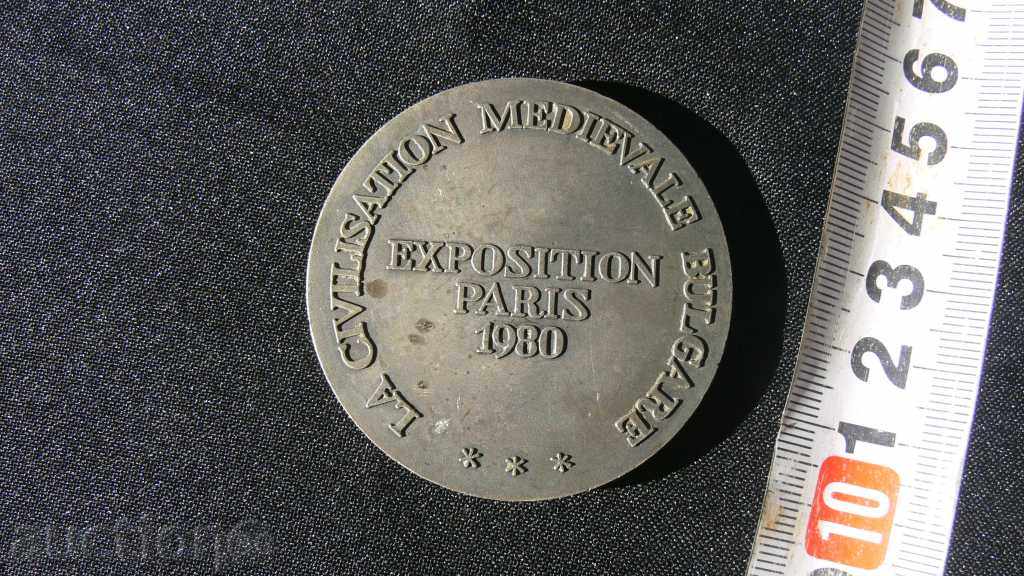 LA CIVILISATION MEDIEVALE BULGARE
EXPOSITION
PARIS
1980
* * *
7
6
5
4
3
2
1
10